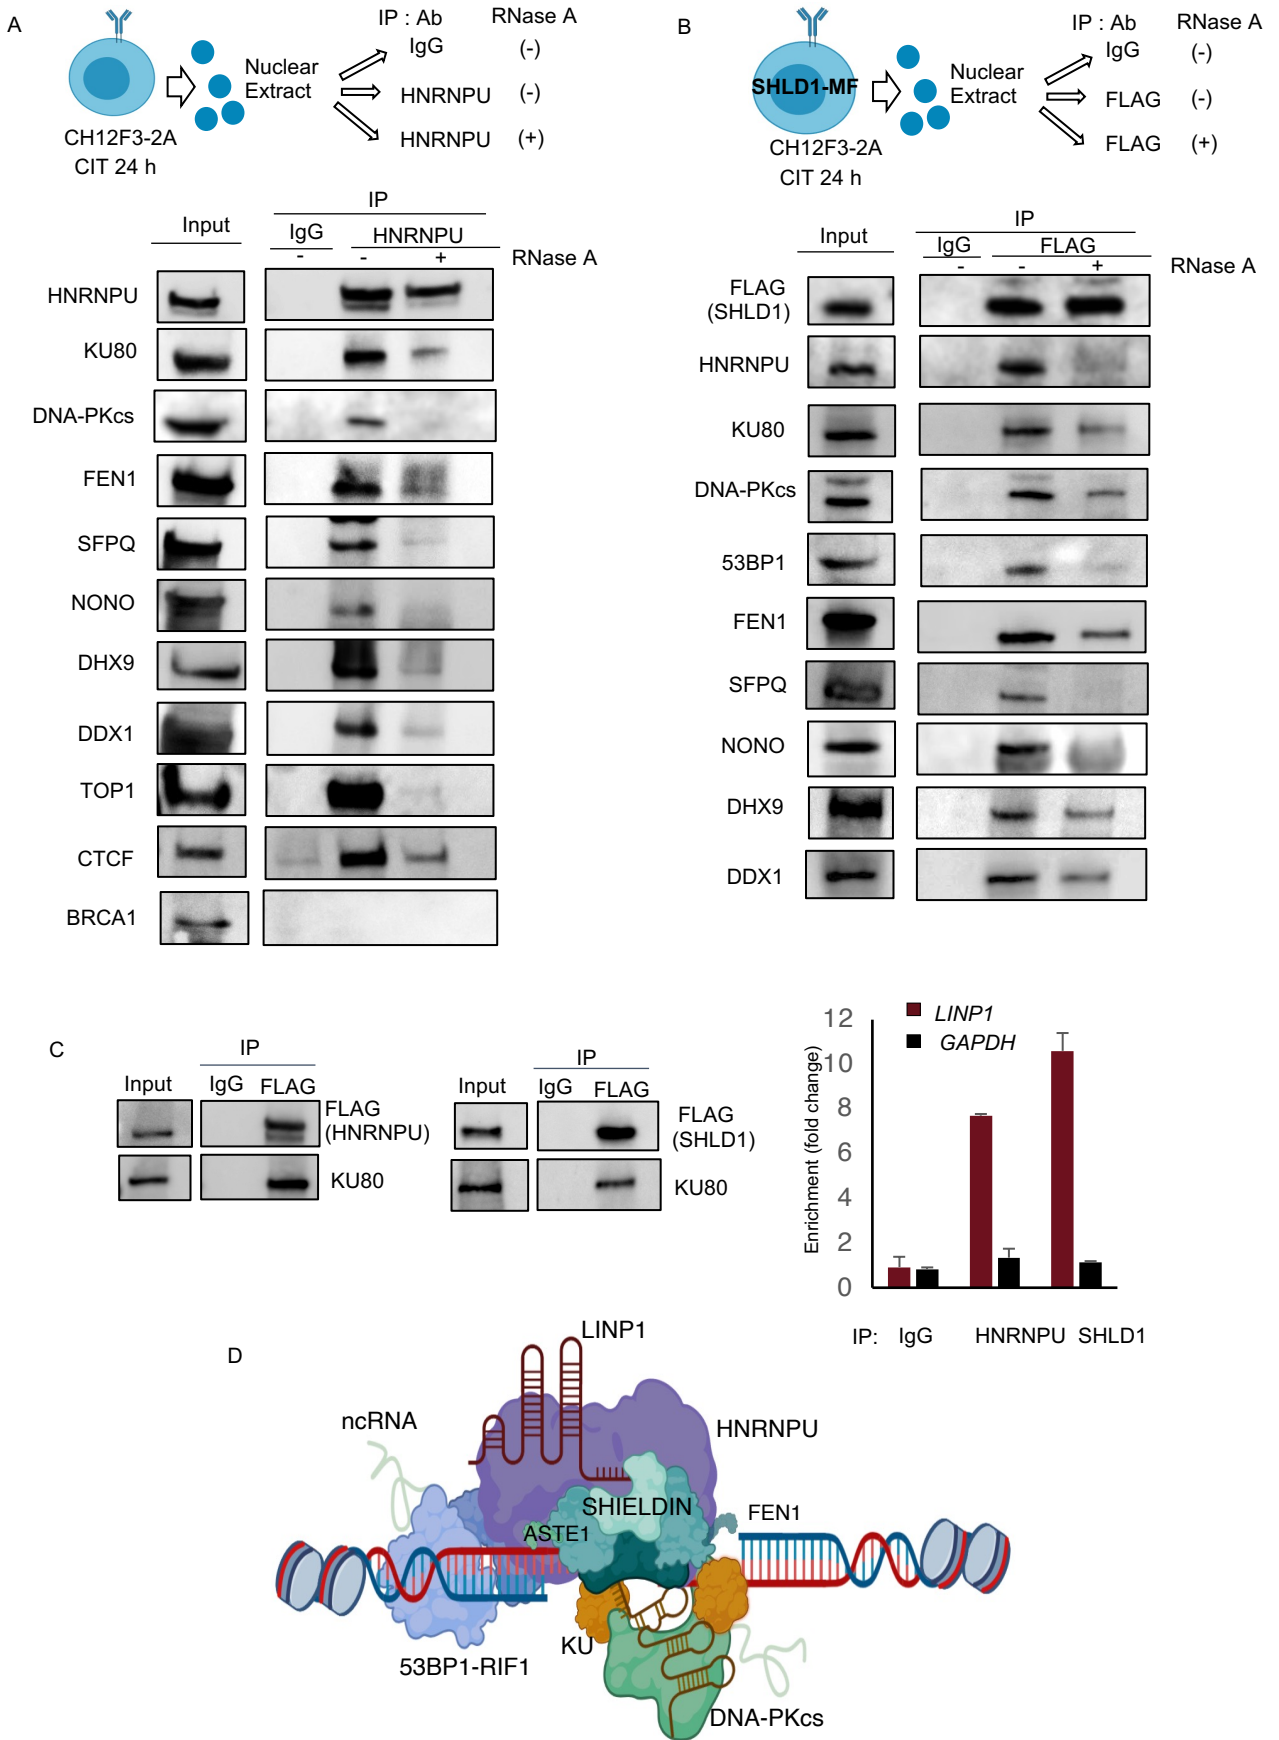 A
IP : Ab
RNase A
IgG
(-)
Nuclear
Extract
HNRNPU
(-)
HNRNPU
(+)
CH12F3-2A
CIT 24 h
B
IP : Ab
RNase A
IgG
(-)
SHLD1-MF
Nuclear
Extract
FLAG
(-)
FLAG
(+)
CH12F3-2A
CIT 24 h
IP
Input
IgG
HNRNPU
-
-
+
RNase A
HNRNPU
KU80
DNA-PKcs
FEN1
SFPQ
NONO
DHX9
DDX1
TOP1
CTCF
BRCA1
IP
Input
IgG
FLAG
-
-
+
RNase A
FLAG
(SHLD1)
HNRNPU
KU80
DNA-PKcs
53BP1
FEN1
SFPQ
NONO
DHX9
DDX1
C
IP
Input
IgG
FLAG
FLAG
(HNRNPU)
KU80
IP
Input
IgG
FLAG
FLAG
(SHLD1)
KU80
LINP1
GAPDH
Enrichment (fold change)
12
10
8
6
4
2
0
IP:
IgG
HNRNPU
SHLD1
D
LINP1
ncRNA
HNRNPU
SHIELDIN
ASTE1
FEN1
KU
53BP1-RIF1
DNA-PKcs